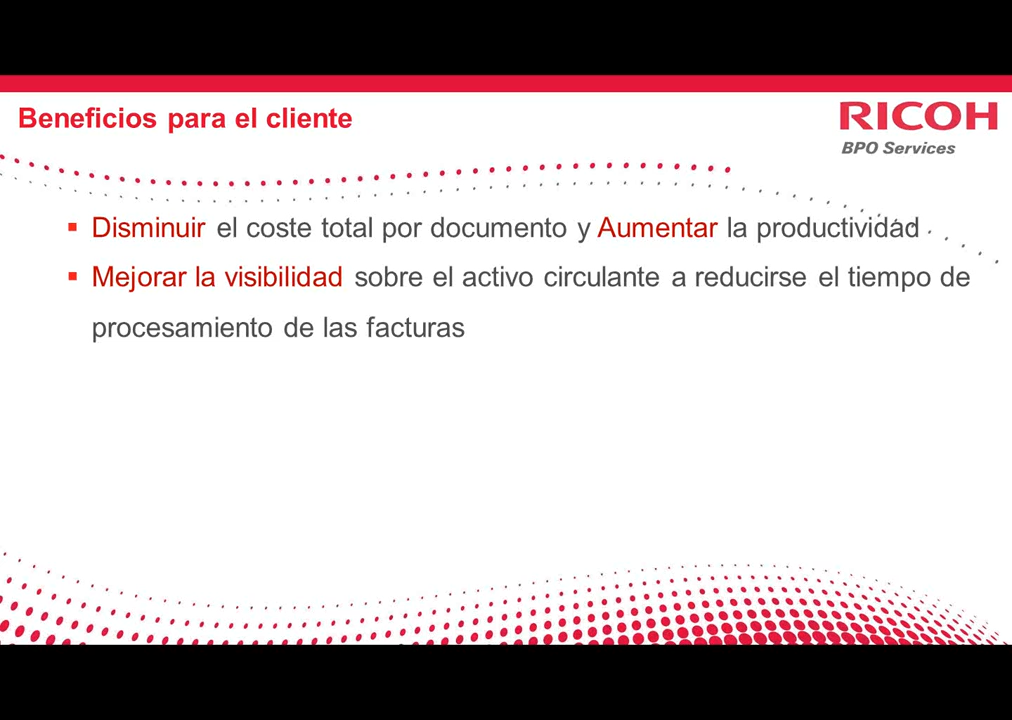 Beneficios para el cliente
RICOH
BPO Services
Disminuir el coste total por documento y Aumentar la productividad
Mejorar la visibilidad sobre el activo circulante a reducirse el tiempo de
procesamiento de las facturas